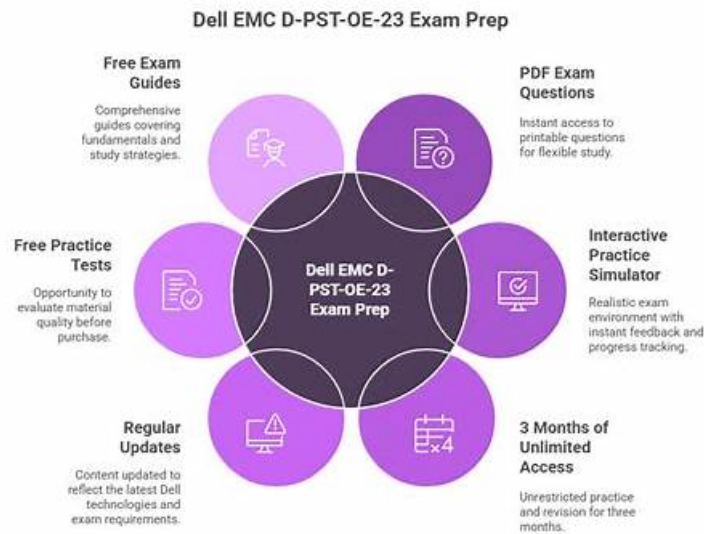 Dell EMC D-PST-OE-23 Exam Prep
Free Exam
Guides
Comprehensive
guides covering
fundamentals and
study strategies.
PDF Exam
Questions
Instant access to
printable questions
for flexible study.
Free Practice
Tests
Opportunity to
evaluate material
quality before
purchase.
Dell EMC D-
PST-OE-23
Exam Prep
Interactive
Practice
Simulator
Realistic exam
environment with
instant feedback and
progress tracking.
Regular
Updates
Content updated to
reflect the latest Dell
technologies and
exam requirements.
×4
3 Months of
Unlimited
Access
Unrestricted practice
and revision for three
months.